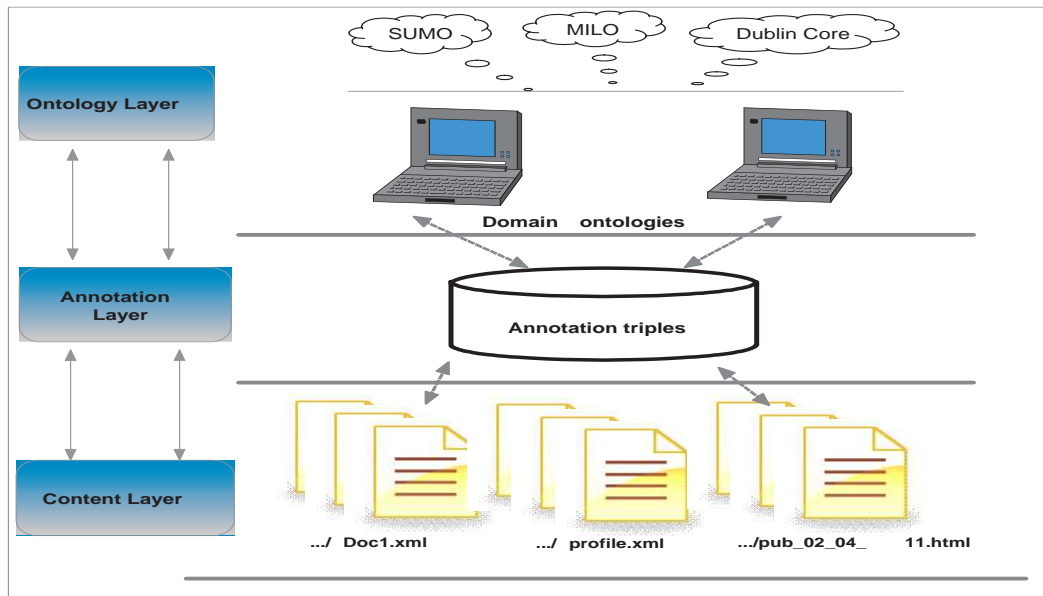 SUMO
MILO
Dublin Core
Ontology Layer
Domain ontologies
Annotation
Layer
Annotation triples
Content Layer
.../ Doc1.xml
.../ profile.xml
.../pub_02_04_ 11.html